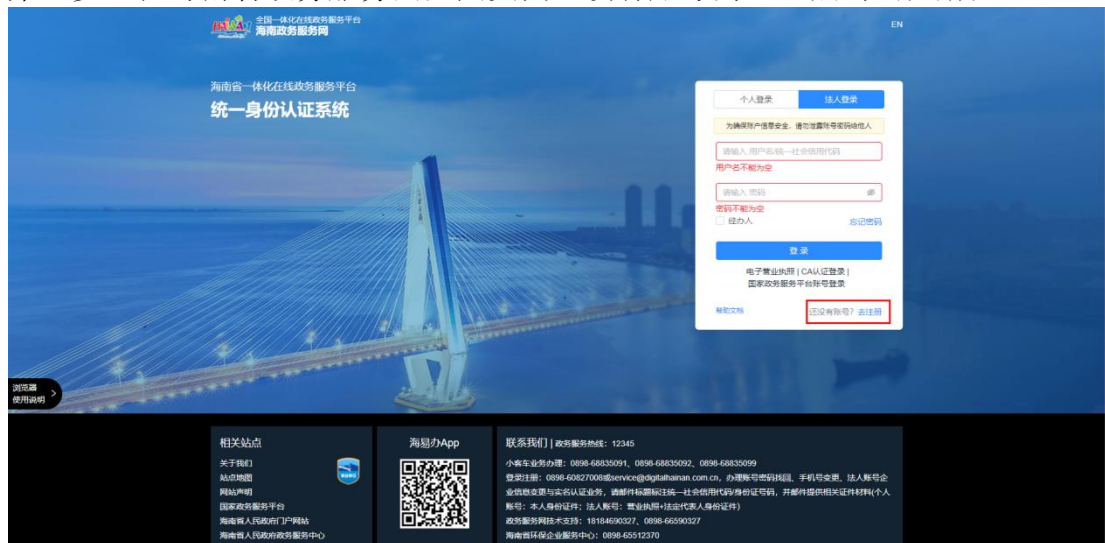 全国一体化在线政务服务平台
海南政务服务网
EN
海南省一体化在线政务服务平台
统一身份认证系统
个人登录
法人登录
为确保账户信息安全，请勿泄露账号密码给他人
请输入 用户名/统一社会信用代码
用户名不能为空
请输入 密码
密码不能为空
经办人
忘记密码
登录
电子营业执照 | CA认证登录 |
国家政务服务平台账号登录
帮助文档
还没有账号？去注册
浏览器
使用说明
相关站点
关于我们
站点地图
网站声明
国家政务服务平台
海南省人民政府门户网站
海南省人民政府政务服务中心
海易办App
联系我们 | 政务服务热线：12345
小客车业务办理：0898-68835091、0898-68835092、0898-68835099
登录注册：0898-60827008或service@digitalhainan.com.cn，办理账号密码找回、手机号变更、法人账号企
业信息变更与实名认证业务，请邮件标题标注统一社会信用代码/身份证号码，并邮件提供相关证件材料(个人
账号：本人身份证件；法人账号：营业执照+法定代表人身份证件)
政务服务网技术支持：18184690327、0898-66590327
海南省环保企业服务中心：0898-65512370